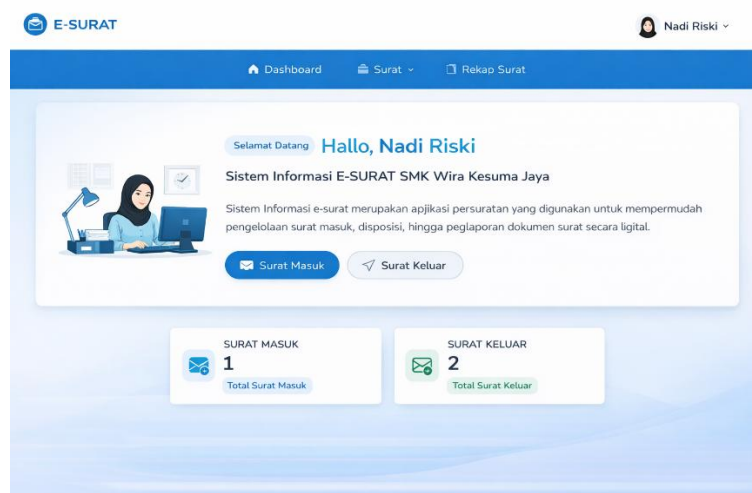 E-SURAT
Nadi Riski
Dashboard Surat Rekap Surat
Selamat Datang Hallo, Nadi Riski
Sistem Informasi E-SURAT SMK Wira Kesuma Jaya
Sistem Informasi e-surat merupakan apjikasi persuratan yang digunakan untuk mempermudah
pengelolaan surat masuk, disposisi, hingga peglaporan dokumen surat secara ligital.
Surat Masuk Surat Keluar
SURAT MASUK
1
Total Surat Masuk
SURAT KELUAR
2
Total Surat Keluar